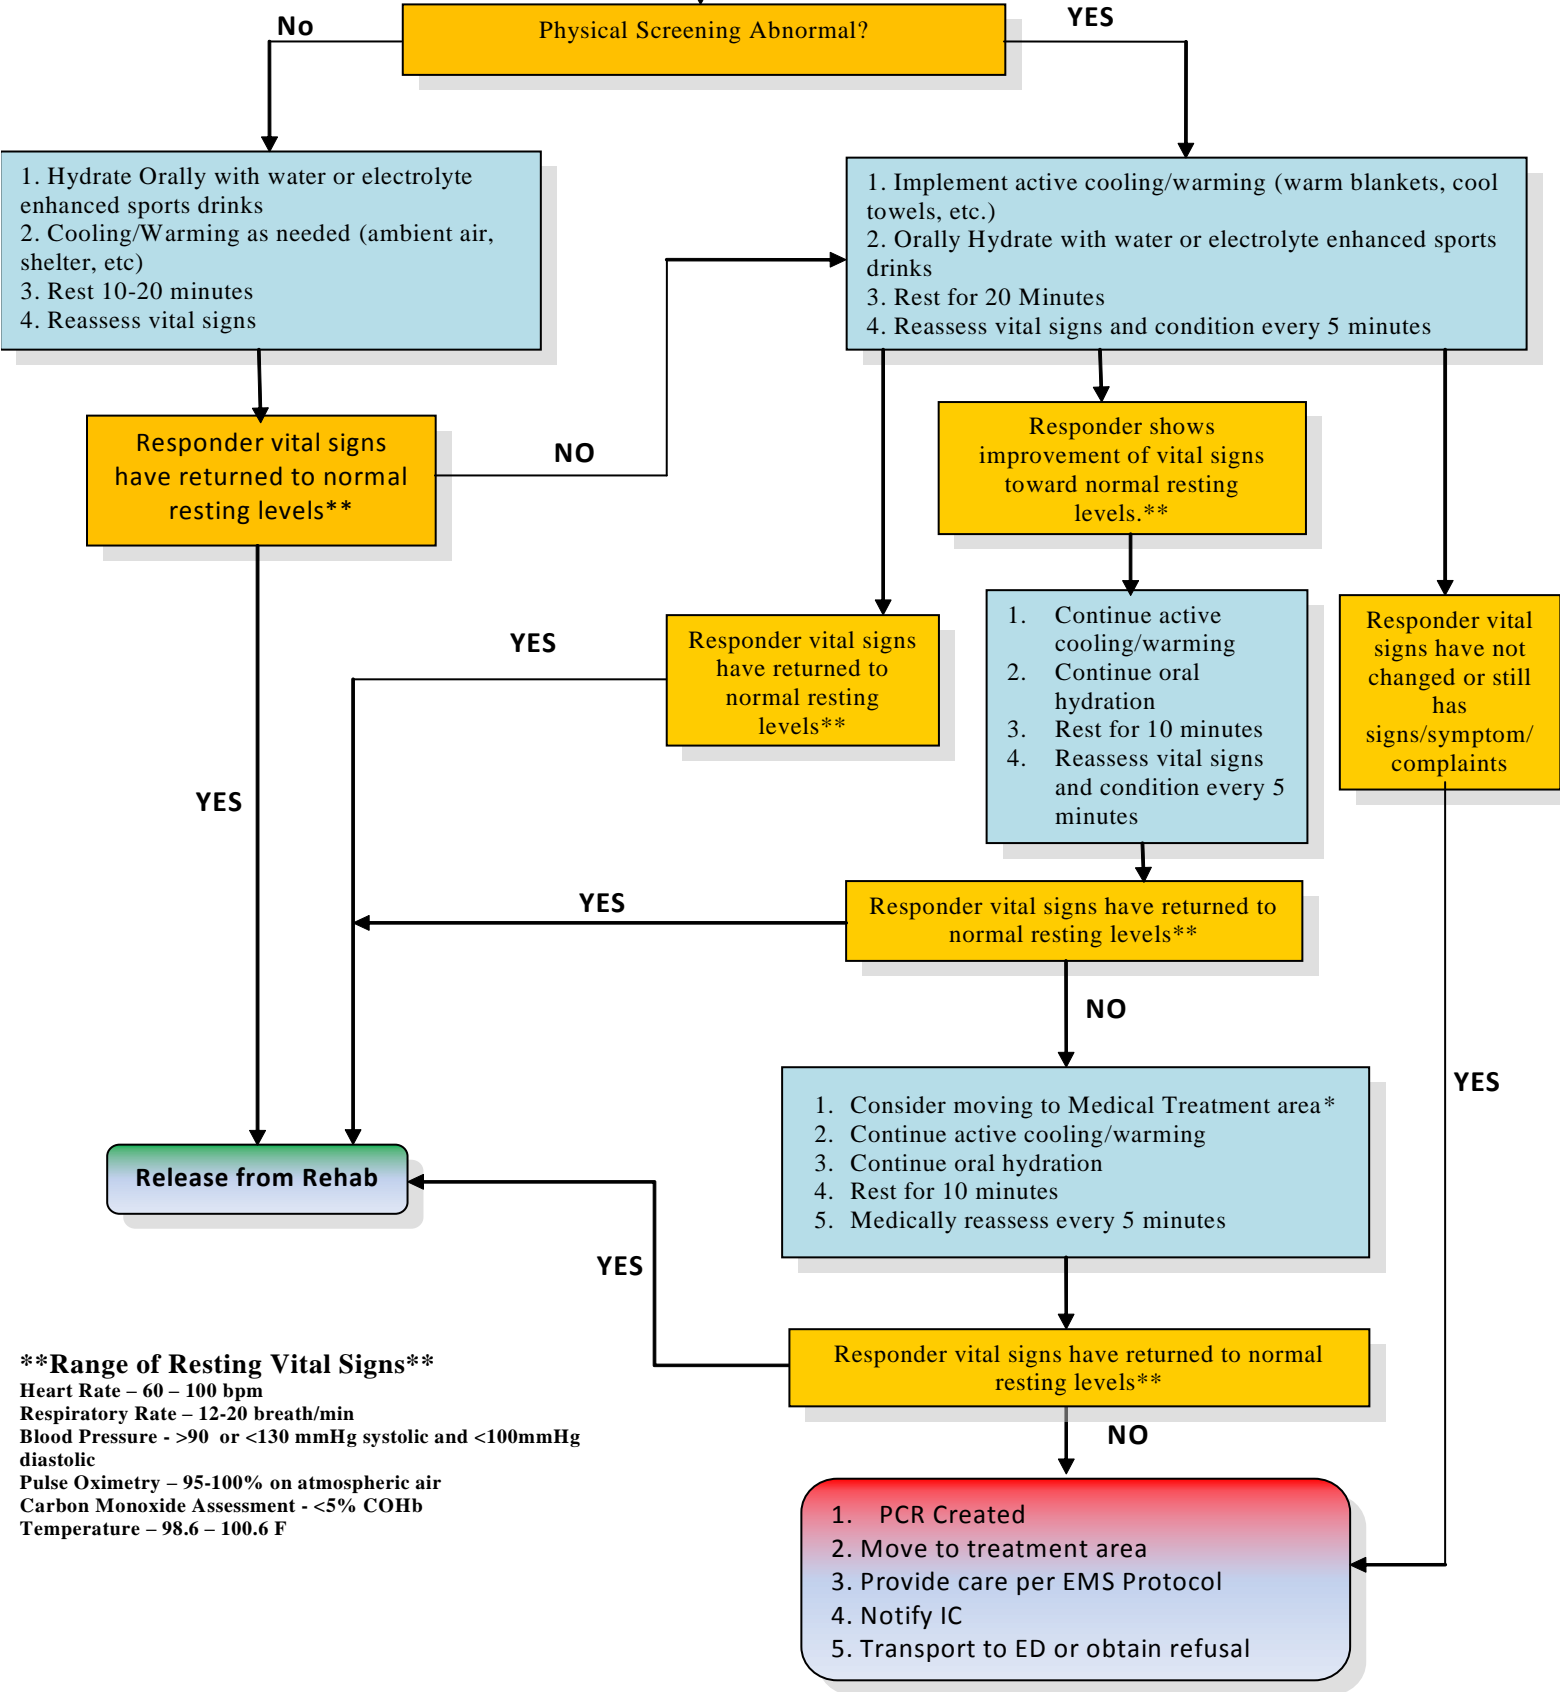 No
Physical Screening Abnormal?
YES
1. Hydrate Orally with water or electrolyte
enhanced sports drinks
2. Cooling/Warming as needed (ambient air,
shelter, etc)
3. Rest 10-20 minutes
4. Reassess vital signs
1. Implement active cooling/warming (warm blankets, cool
towels, etc.)
2. Orally Hydrate with water or electrolyte enhanced sports
drinks
3. Rest for 20 Minutes
4. Reassess vital signs and condition every 5 minutes
Responder vital signs
have returned to normal
resting levels**
NO
Responder shows
improvement of vital signs
toward normal resting
levels.**
YES
Responder vital signs
have returned to
normal resting
levels**
1. Continue active
cooling/warming
2. Continue oral
hydration
3. Rest for 10 minutes
4. Reassess vital signs
and condition every 5
minutes
Responder vital
signs have not
changed or still
has
signs/symptom/
complaints
YES
YES
Responder vital signs have returned to
normal resting levels**
NO
YES
1. Consider moving to Medical Treatment area*
2. Continue active cooling/warming
3. Continue oral hydration
4. Rest for 10 minutes
5. Medically reassess every 5 minutes
Release from Rehab
YES
Responder vital signs have returned to normal
resting levels**
NO
**Range of Resting Vital Signs**
Heart Rate – 60 – 100 bpm
Respiratory Rate – 12-20 breath/min
Blood Pressure - >90 or <130 mmHg systolic and <100mmHg
diastolic
Pulse Oximetry – 95-100% on atmospheric air
Carbon Monoxide Assessment - <5% COHb
Temperature – 98.6 – 100.6 F
1. PCR Created
2. Move to treatment area
3. Provide care per EMS Protocol
4. Notify IC
5. Transport to ED or obtain refusal